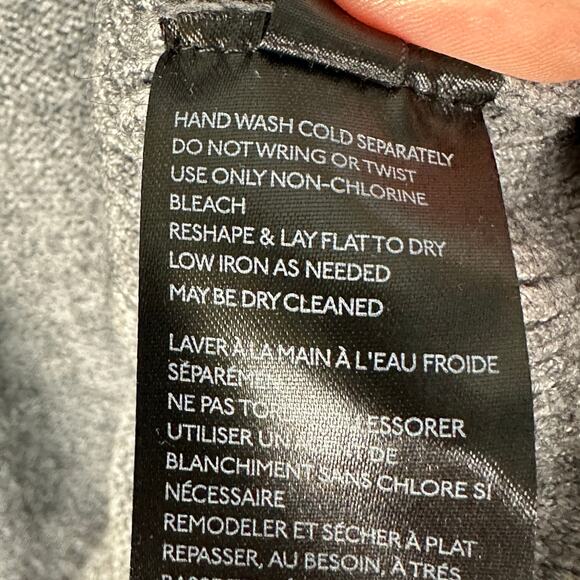 HAND WASH COLD SEPARATELY
DO NOT WRING OR TWIST
USE ONLY NON-CHLORINE
BLEACH
RESHAPE & LAY FLAT TO DRY
LOW IRON AS NEEDED
MAY BE DRY CLEANED
LAVER À LA MAIN À L'EAU FROIDE
SÉPARÉMENT
NE PAS ESSORER
UTILISER UN DE
BLANCHIMENT SANS CHLORE SI
NÉCESSAIRE
REMODELER ET SÉCHER À PLAT
REPASSER, AU BESOIN, À TRÉS